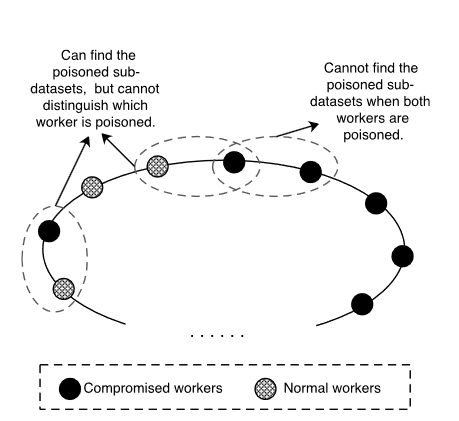 Can find the
poisoned sub-
datasets, but cannot
distinguish which
worker is poisoned.
Cannot find the
poisoned sub-
datasets when both
workers are
poisoned.
. . . . . .
Compromised workers
Normal workers